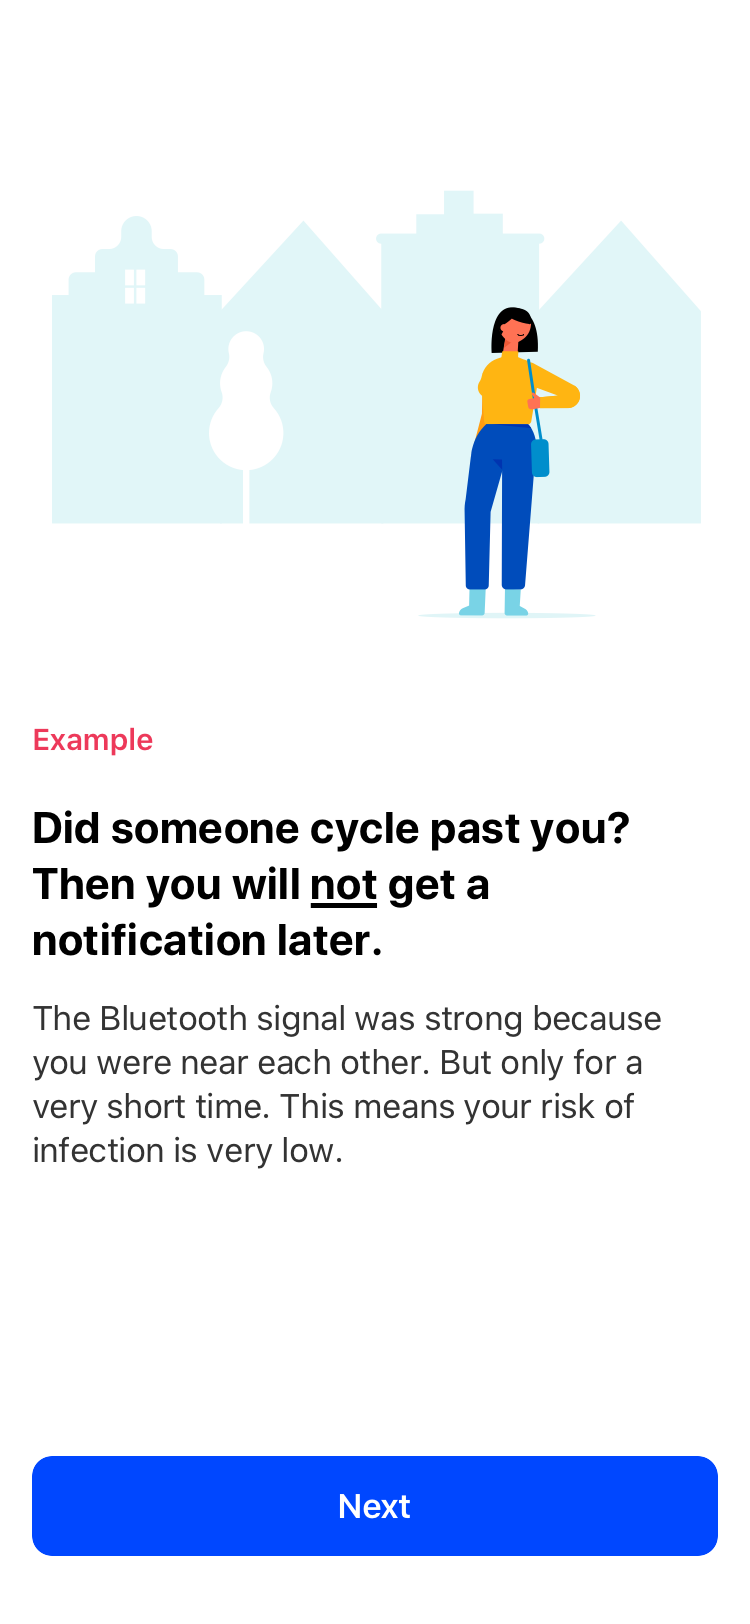 Example
Did someone cycle past you?
Then you will not get a
notification later.
The Bluetooth signal was strong because
you were near each other. But only for a
very short time. This means your risk of
infection is very low.
Next